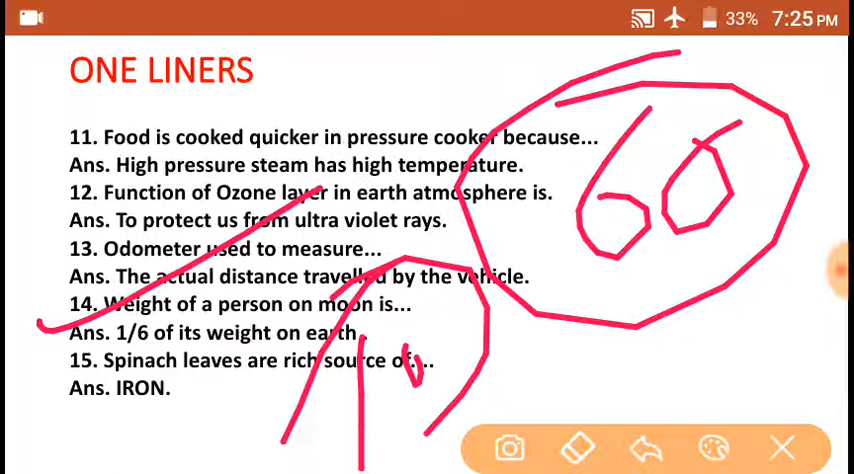 33% 7:25 PM
ONE LINERS
11. Food is cooked quicker in pressure cooker because...
Ans. High pressure steam has high temperature.
12. Function of Ozone layer in earth atmosphere is.
Ans. To protect us from ultra violet rays.
13. Odometer used to measure...
Ans. The actual distance travelled by the vehicle.
14. Weight of a person on moon is...
Ans. 1/6 of its weight on earth.
15. Spinach leaves are rich source of...
Ans. IRON.
60
10